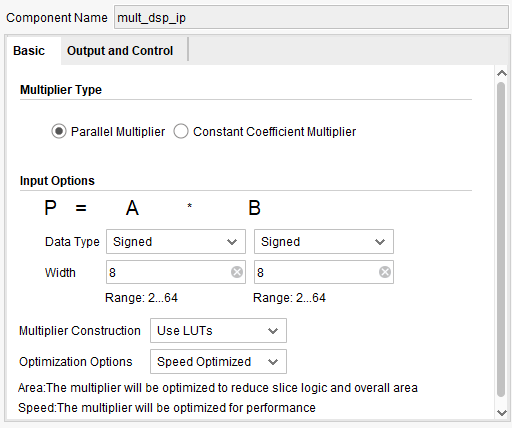 Component Name mult_dsp_ip
Basic Output and Control
Multiplier Type
Parallel Multiplier Constant Coefficient Multiplier
Input Options
P = A * B
Data Type Signed Signed
Width 8 8
Range: 2...64 Range: 2...64
Multiplier Construction Use LUTs
Optimization Options Speed Optimized
Area:The multiplier will be optimized to reduce slice logic and overall area
Speed:The multiplier will be optimized for performance